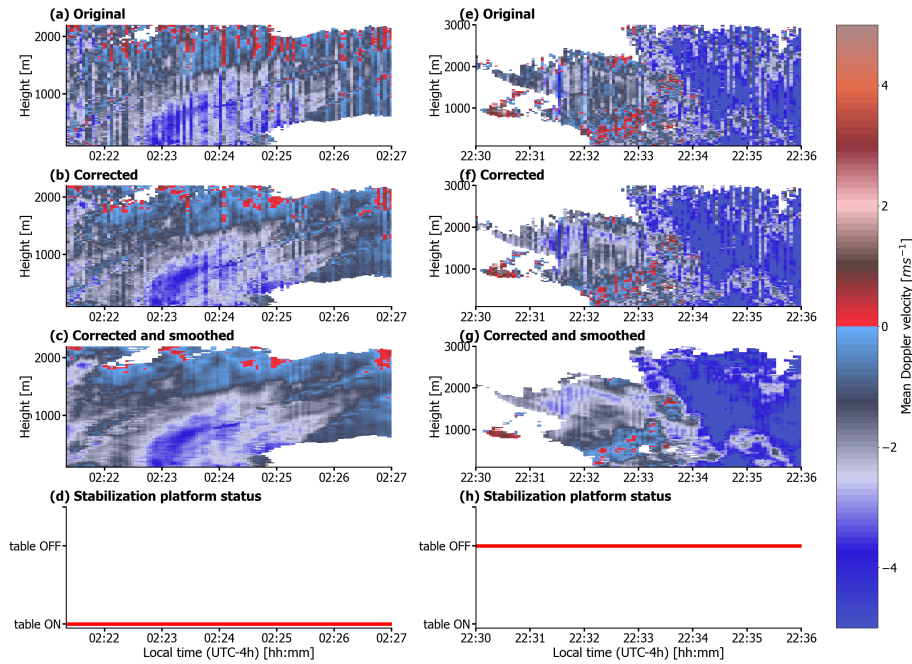 (a) Original
2000
1000
Height [m]
02:22 02:23 02:24 02:25 02:26 02:27
(b) Corrected
2000
1000
Height [m]
02:22 02:23 02:24 02:25 02:26 02:27
(c) Corrected and smoothed
2000
1000
Height [m]
02:22 02:23 02:24 02:25 02:26 02:27
(d) Stabilization platform status
table OFF
table ON
02:22 02:23 02:24 02:25 02:26 02:27
Local time (UTC-4h) [hh:mm]
(e) Original
3000
2000
1000
Height [m]
22:30 22:31 22:32 22:33 22:34 22:35 22:36
(f) Corrected
3000
2000
1000
Height [m]
22:30 22:31 22:32 22:33 22:34 22:35 22:36
(g) Corrected and smoothed
3000
2000
1000
Height [m]
22:30 22:31 22:32 22:33 22:34 22:35 22:36
(h) Stabilization platform status
table OFF
table ON
22:30 22:31 22:32 22:33 22:34 22:35 22:36
Local time (UTC-4h) [hh:mm]
4
2
0
−2
−4
Mean Doppler velocity [ms⁻¹]